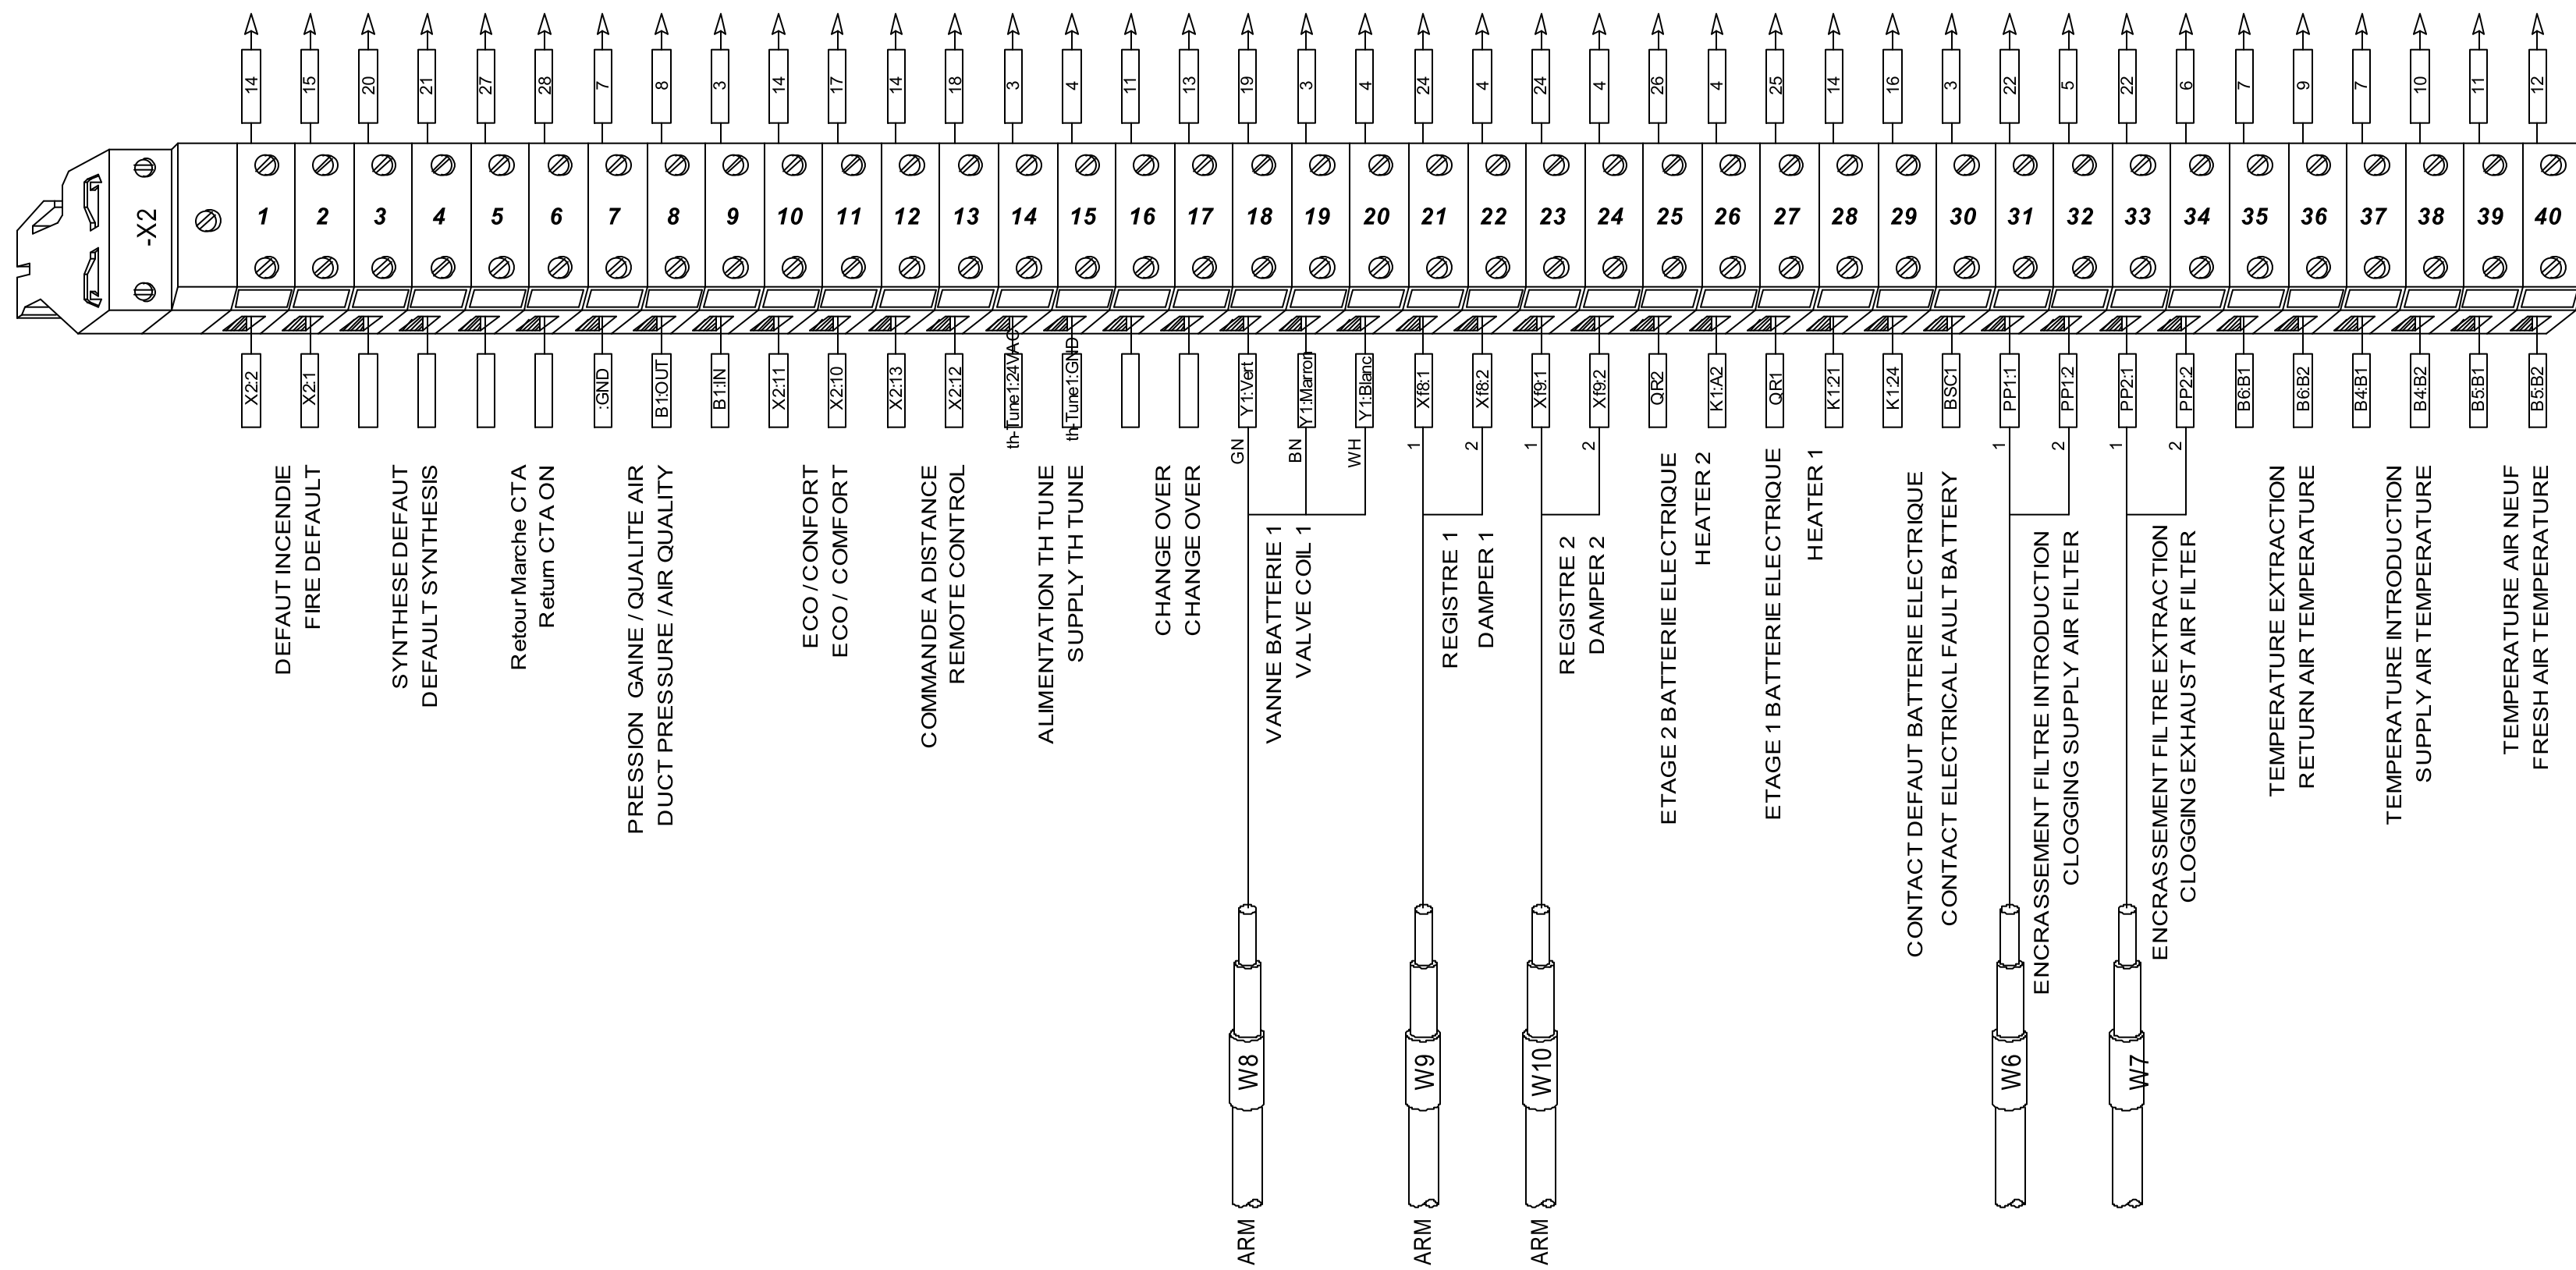 14 15 20 21 27 28 7 8 3 14 17 14 18 3 4 11 13 19 3 4 24 4 24 4 26 4 25 14 16 3 22 5 22 6 7 9 7 10 11 12
-X2
1 2 3 4 5 6 7 8 9 10 11 12 13 14 15 16 17 18 19 20 21 22 23 24 25 26 27 28 29 30 31 32 33 34 35 36 37 38 39 40
X2:2
X2:1
:GND
B1:OUT
B1:IN
X2:11
X2:10
X2:13
X2:12
th-Tune1:24VAC
th-Tune1:GND
Y1:Vert
Y1:Marron
Y1:Blanc
Xf8:1
Xf8:2
Xf9:1
Xf9:2
QR2
K1:A2
QR1
K1:21
K1:24
BSC1
PP1:1
PP1:2
PP2:1
PP2:2
B6:B1
B6:B2
B4:B1
B4:B2
B5:B1
B5:B2
GN
BN
WH
1
2
1
2
1
2
1
2
DEFAUT INCENDIE
FIRE DEFAULT
SYNTHESE DEFAUT
DEFAULT SYNTHESIS
Retour Marche CTA
Return CTA ON
PRESSION GAINE / QUALITE AIR
DUCT PRESSURE / AIR QUALITY
ECO / CONFORT
ECO / COMFORT
COMMANDE A DISTANCE
REMOTE CONTROL
ALIMENTATION TH TUNE
SUPPLY TH TUNE
CHANGE OVER
CHANGE OVER
VANNE BATTERIE 1
VALVE COIL 1
REGISTRE 1
DAMPER 1
REGISTRE 2
DAMPER 2
ETAGE 2 BATTERIE ELECTRIQUE
HEATER 2
ETAGE 1 BATTERIE ELECTRIQUE
HEATER 1
CONTACT DEFAUT BATTERIE ELECTRIQUE
CONTACT ELECTRICAL FAULT BATTERY
ENCRASSEMENT FILTRE INTRODUCTION
CLOGGING SUPPLY AIR FILTER
ENCRASSEMENT FILTRE EXTRACTION
CLOGGING EXHAUST AIR FILTER
TEMPERATURE EXTRACTION
RETURN AIR TEMPERATURE
TEMPERATURE INTRODUCTION
SUPPLY AIR TEMPERATURE
TEMPERATURE AIR NEUF
FRESH AIR TEMPERATURE
W8
W9
W10
W6
W7
ARM
ARM
ARM